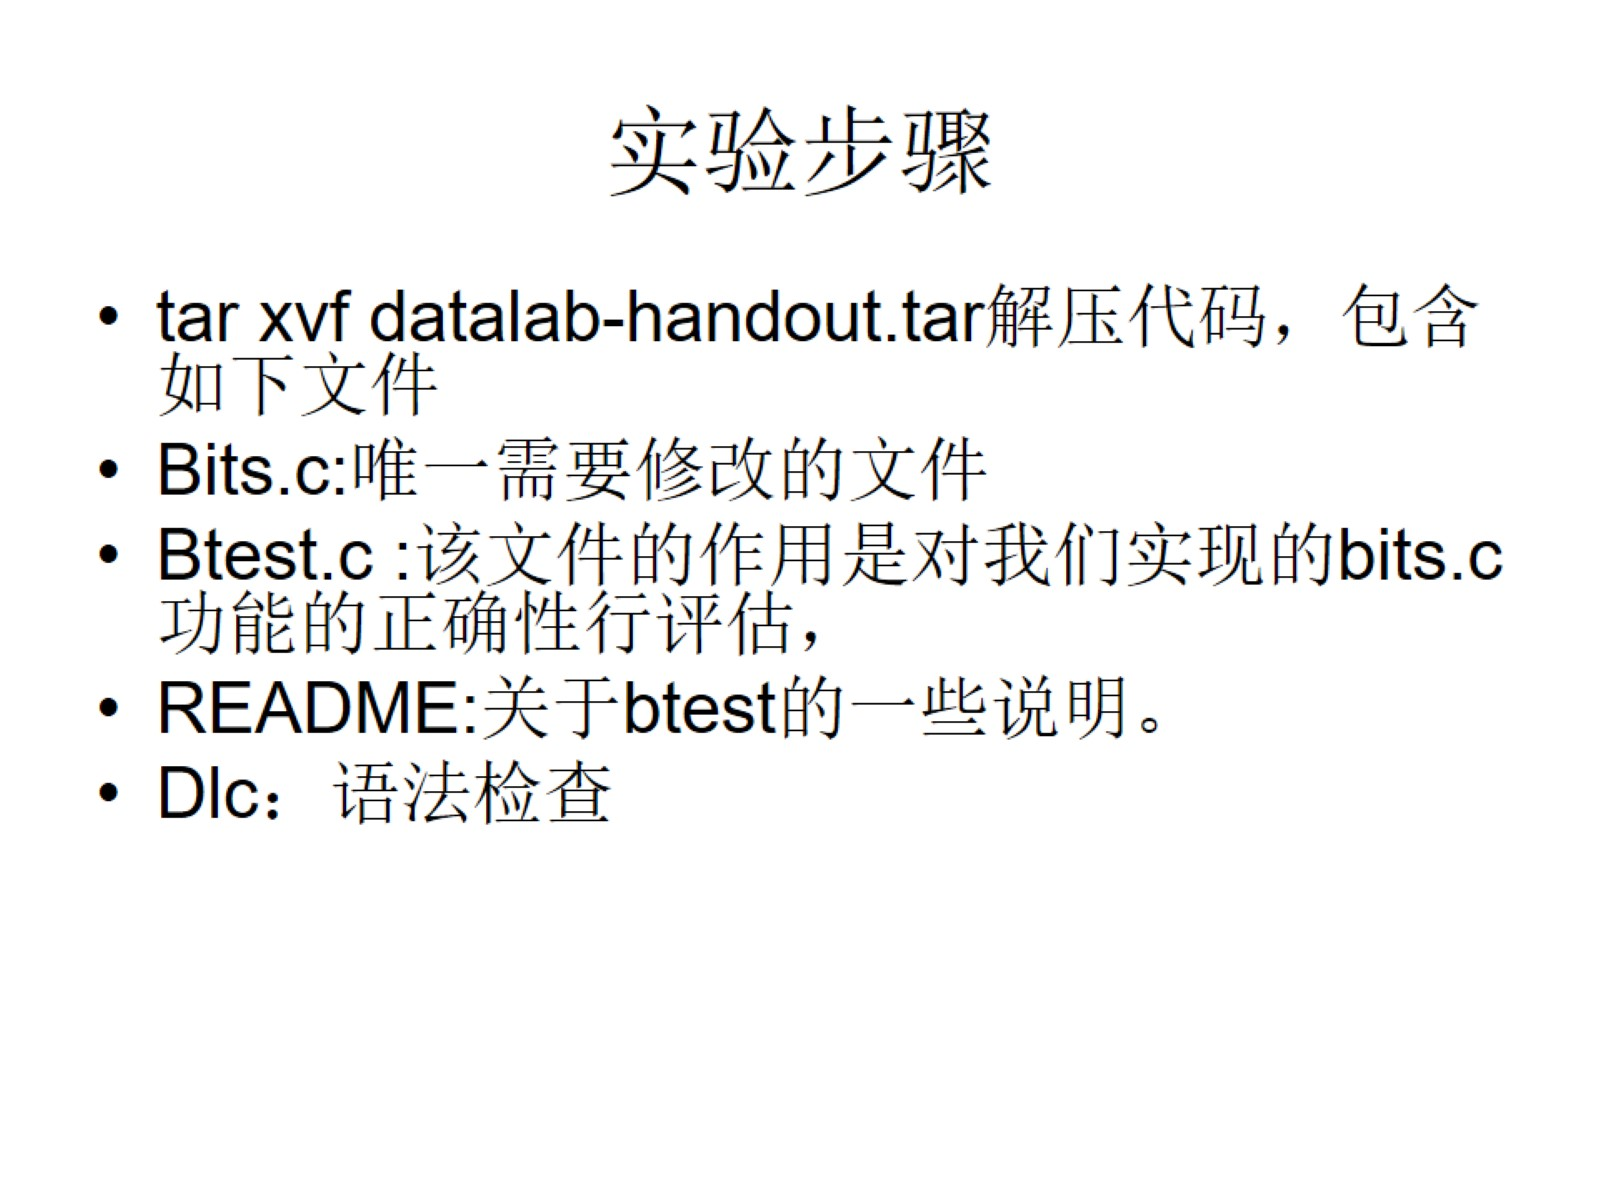 实验步骤
• tar xvf datalab-handout.tar解压代码，包含
如下文件
• Bits.c:唯一需要修改的文件
• Btest.c :该文件的作用是对我们实现的bits.c
功能的正确性行评估，
• README:关于btest的一些说明。
• Dlc：语法检查